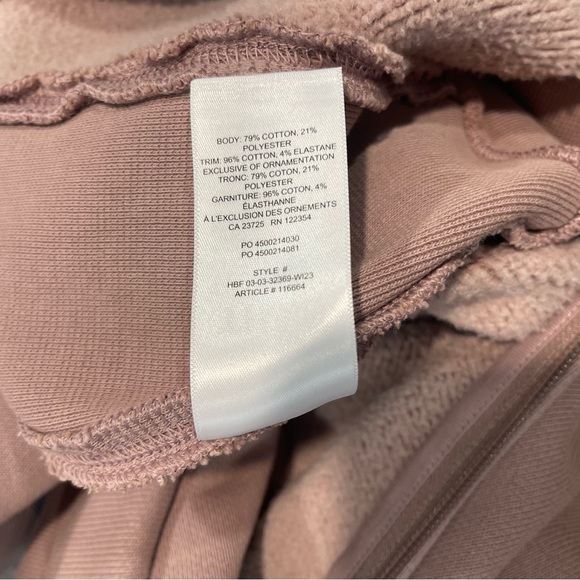 BODY: 79% COTTON, 21%
POLYESTER
TRIM: 96% COTTON, 4% ELASTANE
EXCLUSIVE OF ORNAMENTATION
TRONC: 79% COTON, 21%
POLYESTER
GARNITURE: 96% COTON, 4%
ÉLASTHANNE
À L'EXCLUSION DES ORNEMENTS
CA 23725 RN 122354
PO 4500214030
PO 4500214081
STYLE #
HBF 03-03-32369-WI23
ARTICLE # 116664